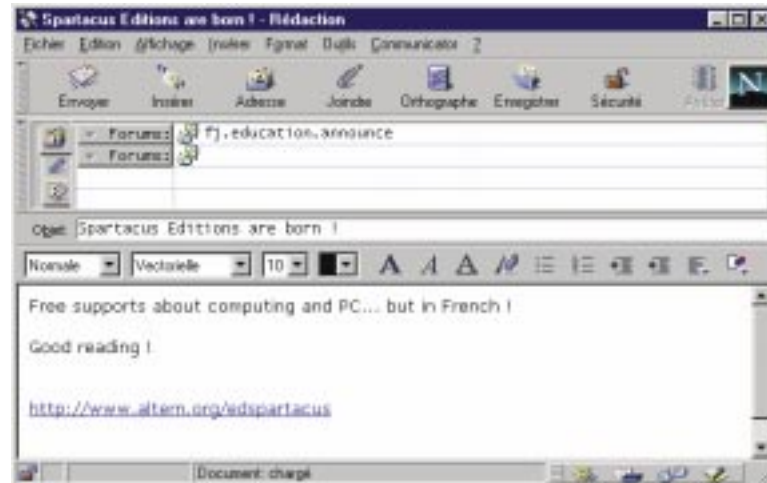 Spartacus Editions are born ! - Rédaction
Fichier Edition Affichage Insérer Format Outils Communicator ?
Envoyer Insérer Adresse Joindre Orthographe Enregistrer Sécurité Arrêter N
Forums: fj.education.announce
Forums:
Objet: Spartacus Editions are born !
Normale Vectorielle 10 A A A
Free supports about computing and PC... but in French !
Good reading !
http://www.altern.org/edspartacus
Document: chargé